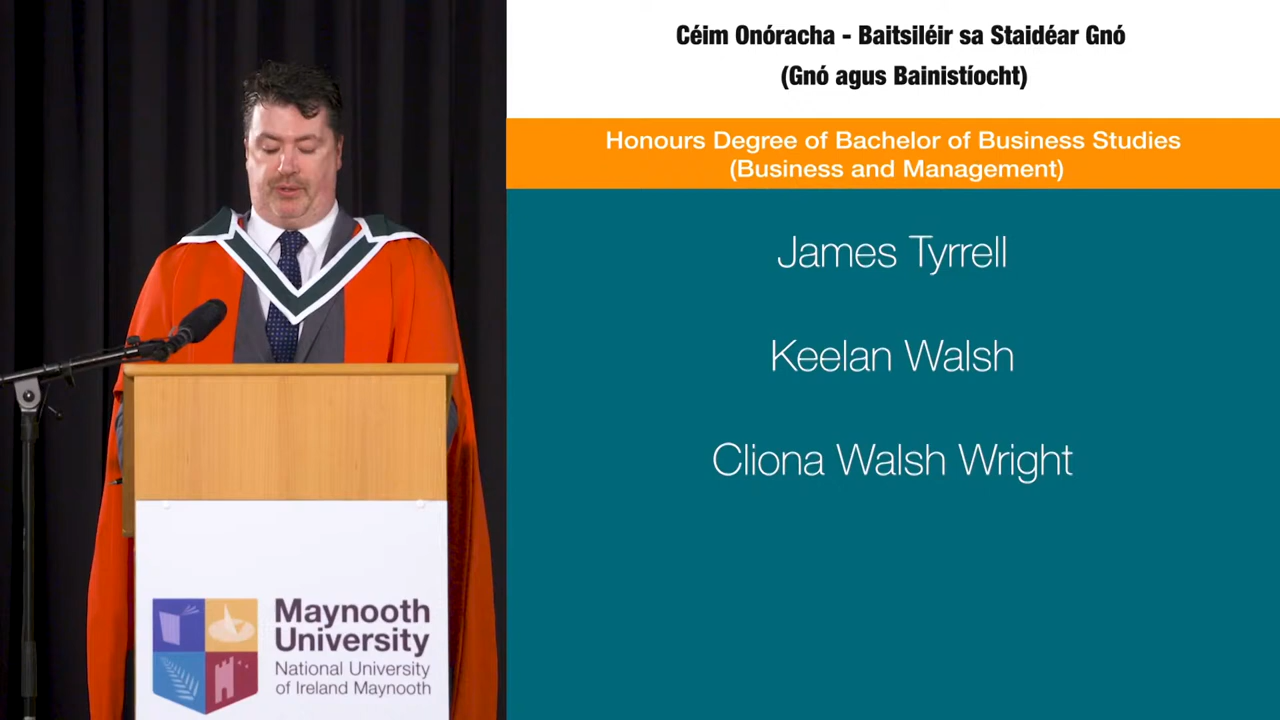 Céim Onóracha - Baitsiléir sa Staidéar Gnó
(Gnó agus Bainistíocht)
Honours Degree of Bachelor of Business Studies
(Business and Management)
James Tyrrell
Keelan Walsh
Cliona Walsh Wright
Maynooth
University
National University
of Ireland Maynooth